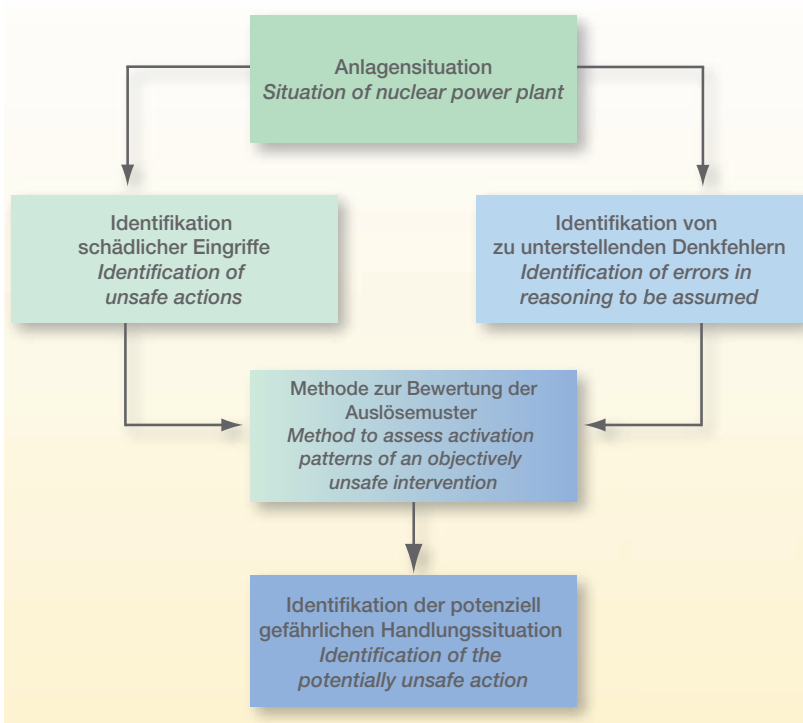 Anlagensituation
Situation of nuclear power plant
Identifikation
schädlicher Eingriffe
Identification of
unsafe actions
Identifikation von
zu unterstellenden Denkfehlern
Identification of errors in
reasoning to be assumed
Methode zur Bewertung der
Auslösemuster
Method to assess activation
patterns of an objectively
unsafe intervention
Identifikation der potenziell
gefährlichen Handlungssituation
Identification of the
potentially unsafe action